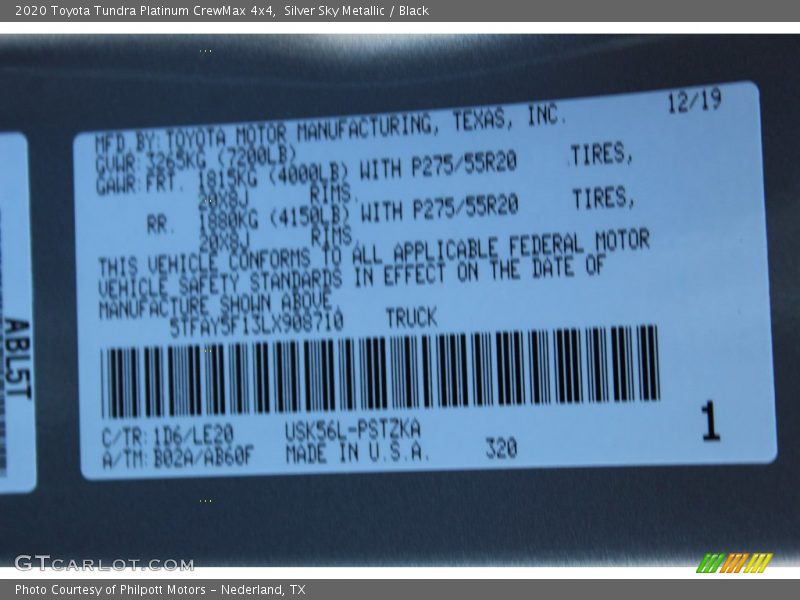 2020 Toyota Tundra Platinum CrewMax 4x4, Silver Sky Metallic / Black
12/19
MFD.BY:TOYOTA MOTOR MANUFACTURING, TEXAS, INC.
GVWR:3265KG (7200LB)
GAWR:FRT. 1815KG (4000LB) WITH P275/55R20 TIRES,
20X8J RIMS.
RR. 1880KG (4150LB) WITH P275/55R20 TIRES,
20X8J RIMS.
THIS VEHICLE CONFORMS TO ALL APPLICABLE FEDERAL MOTOR
VEHICLE SAFETY STANDARDS IN EFFECT ON THE DATE OF
MANUFACTURE SHOWN ABOVE.
5TFAY5F13LX908710 TRUCK
ABL5T
C/TR:1D6/LE20 USK56L-PSTZKA
A/TM:B02A/AB60F MADE IN U.S.A. 320
1
GTCARLOT.COM
Photo Courtesy of Philpott Motors - Nederland, TX